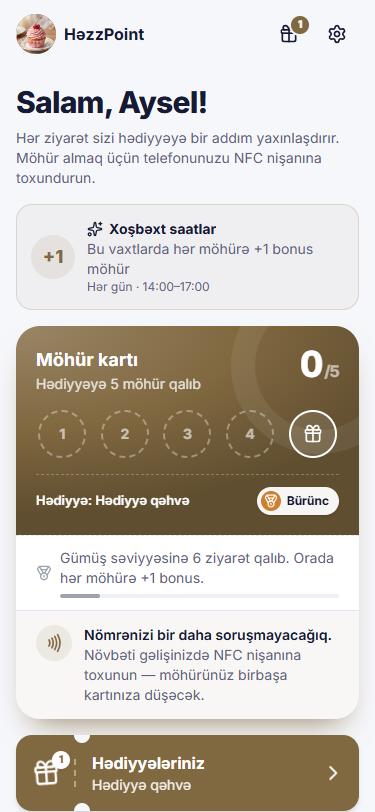 HəzzPoint
1
Salam, Aysel!
Hər ziyarət sizi hədiyyəyə bir addım yaxınlaşdırır.
Möhür almaq üçün telefonunuzu NFC nişanına
toxundurun.
+1
Xoşbəxt saatlar
Bu vaxtlarda hər möhürə +1 bonus
möhür
Hər gün · 14:00–17:00
Möhür kartı
0/5
Hədiyyəyə 5 möhür qalıb
1 2 3 4
Hədiyyə: Hədiyyə qəhvə
Bürünc
Gümüş səviyyəsinə 6 ziyarət qalıb. Orada
hər möhürə +1 bonus.
Nömrənizi bir daha soruşmayacağıq.
Növbəti gəlişinizdə NFC nişanına
toxunun — möhürünüz birbaşa
kartınıza düşəcək.
1
Hədiyyələriniz
Hədiyyə qəhvə